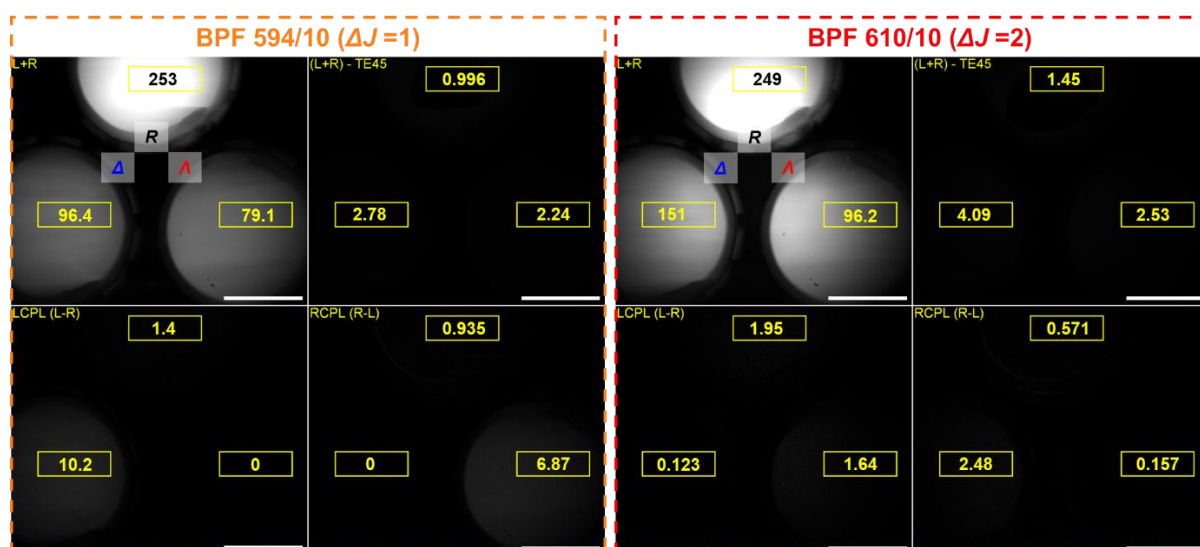 BPF 594/10 (ΔJ =1)
L+R
253
R
Δ
Λ
96.4
79.1
(L+R) - TE45
0.996
2.78
2.24
LCPL (L-R)
1.4
10.2
0
RCPL (R-L)
0.935
0
6.87
BPF 610/10 (ΔJ =2)
L+R
249
R
Δ
Λ
151
96.2
(L+R) - TE45
1.45
4.09
2.53
LCPL (L-R)
1.95
0.123
1.64
RCPL (R-L)
0.571
2.48
0.157